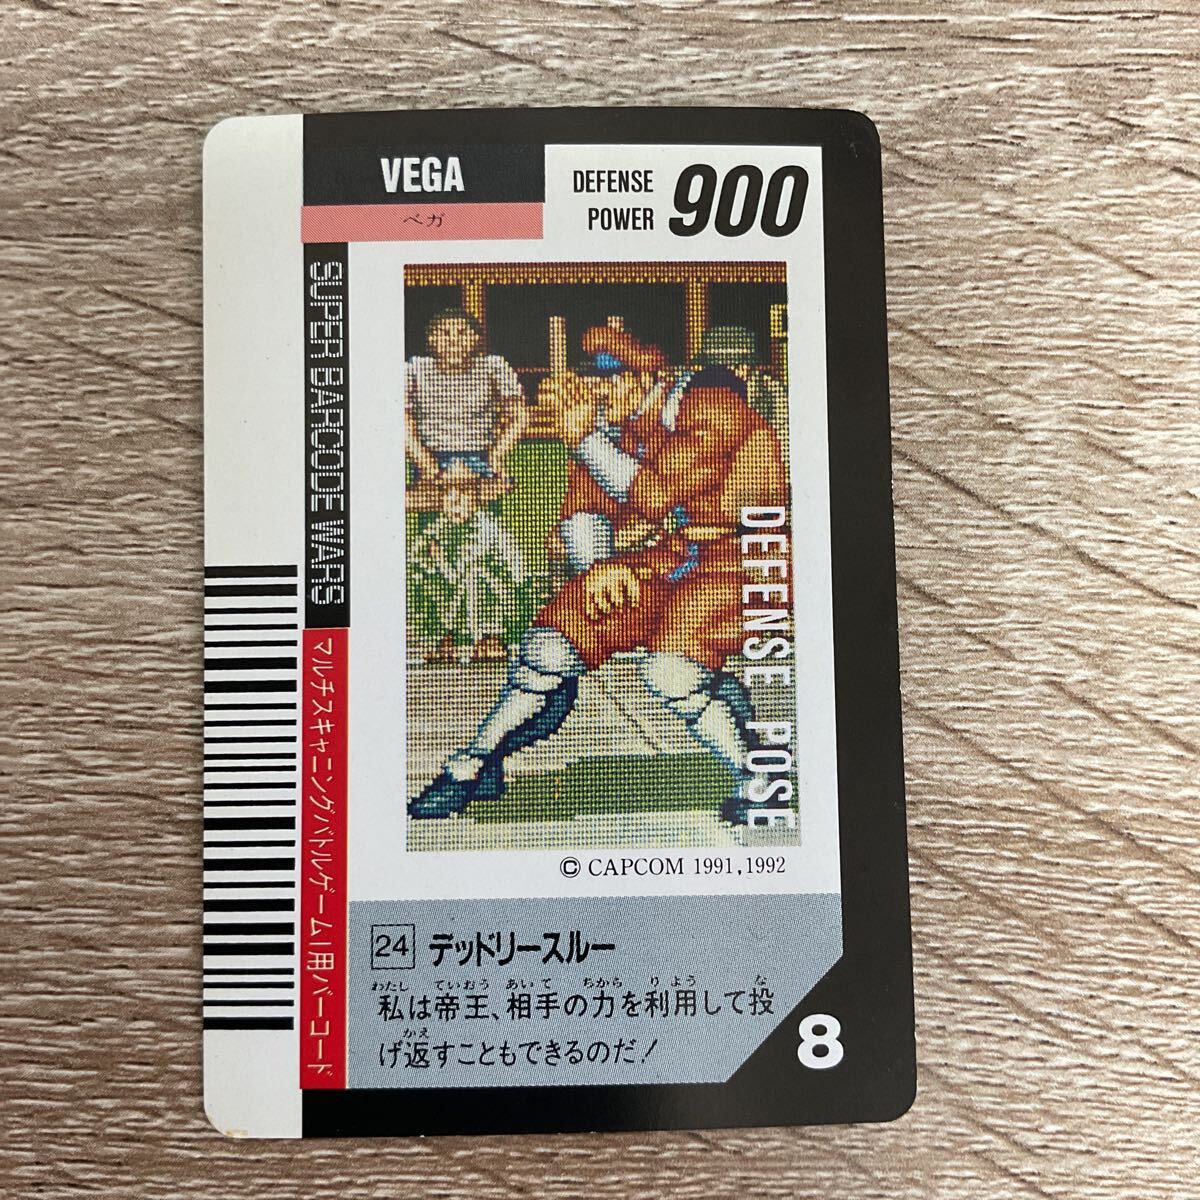 VEGA
ベガ
DEFENSE
POWER
900
SUPER BARCODE WARS
マルチスキャニングバトルゲーム用バーコード
DEFENSE POSE
© CAPCOM 1991, 1992
24 デッドリースルー
わたし ていおう あいて ちから りよう な
私は帝王、相手の力を利用して投
かえ
げ返すこともできるのだ!
8